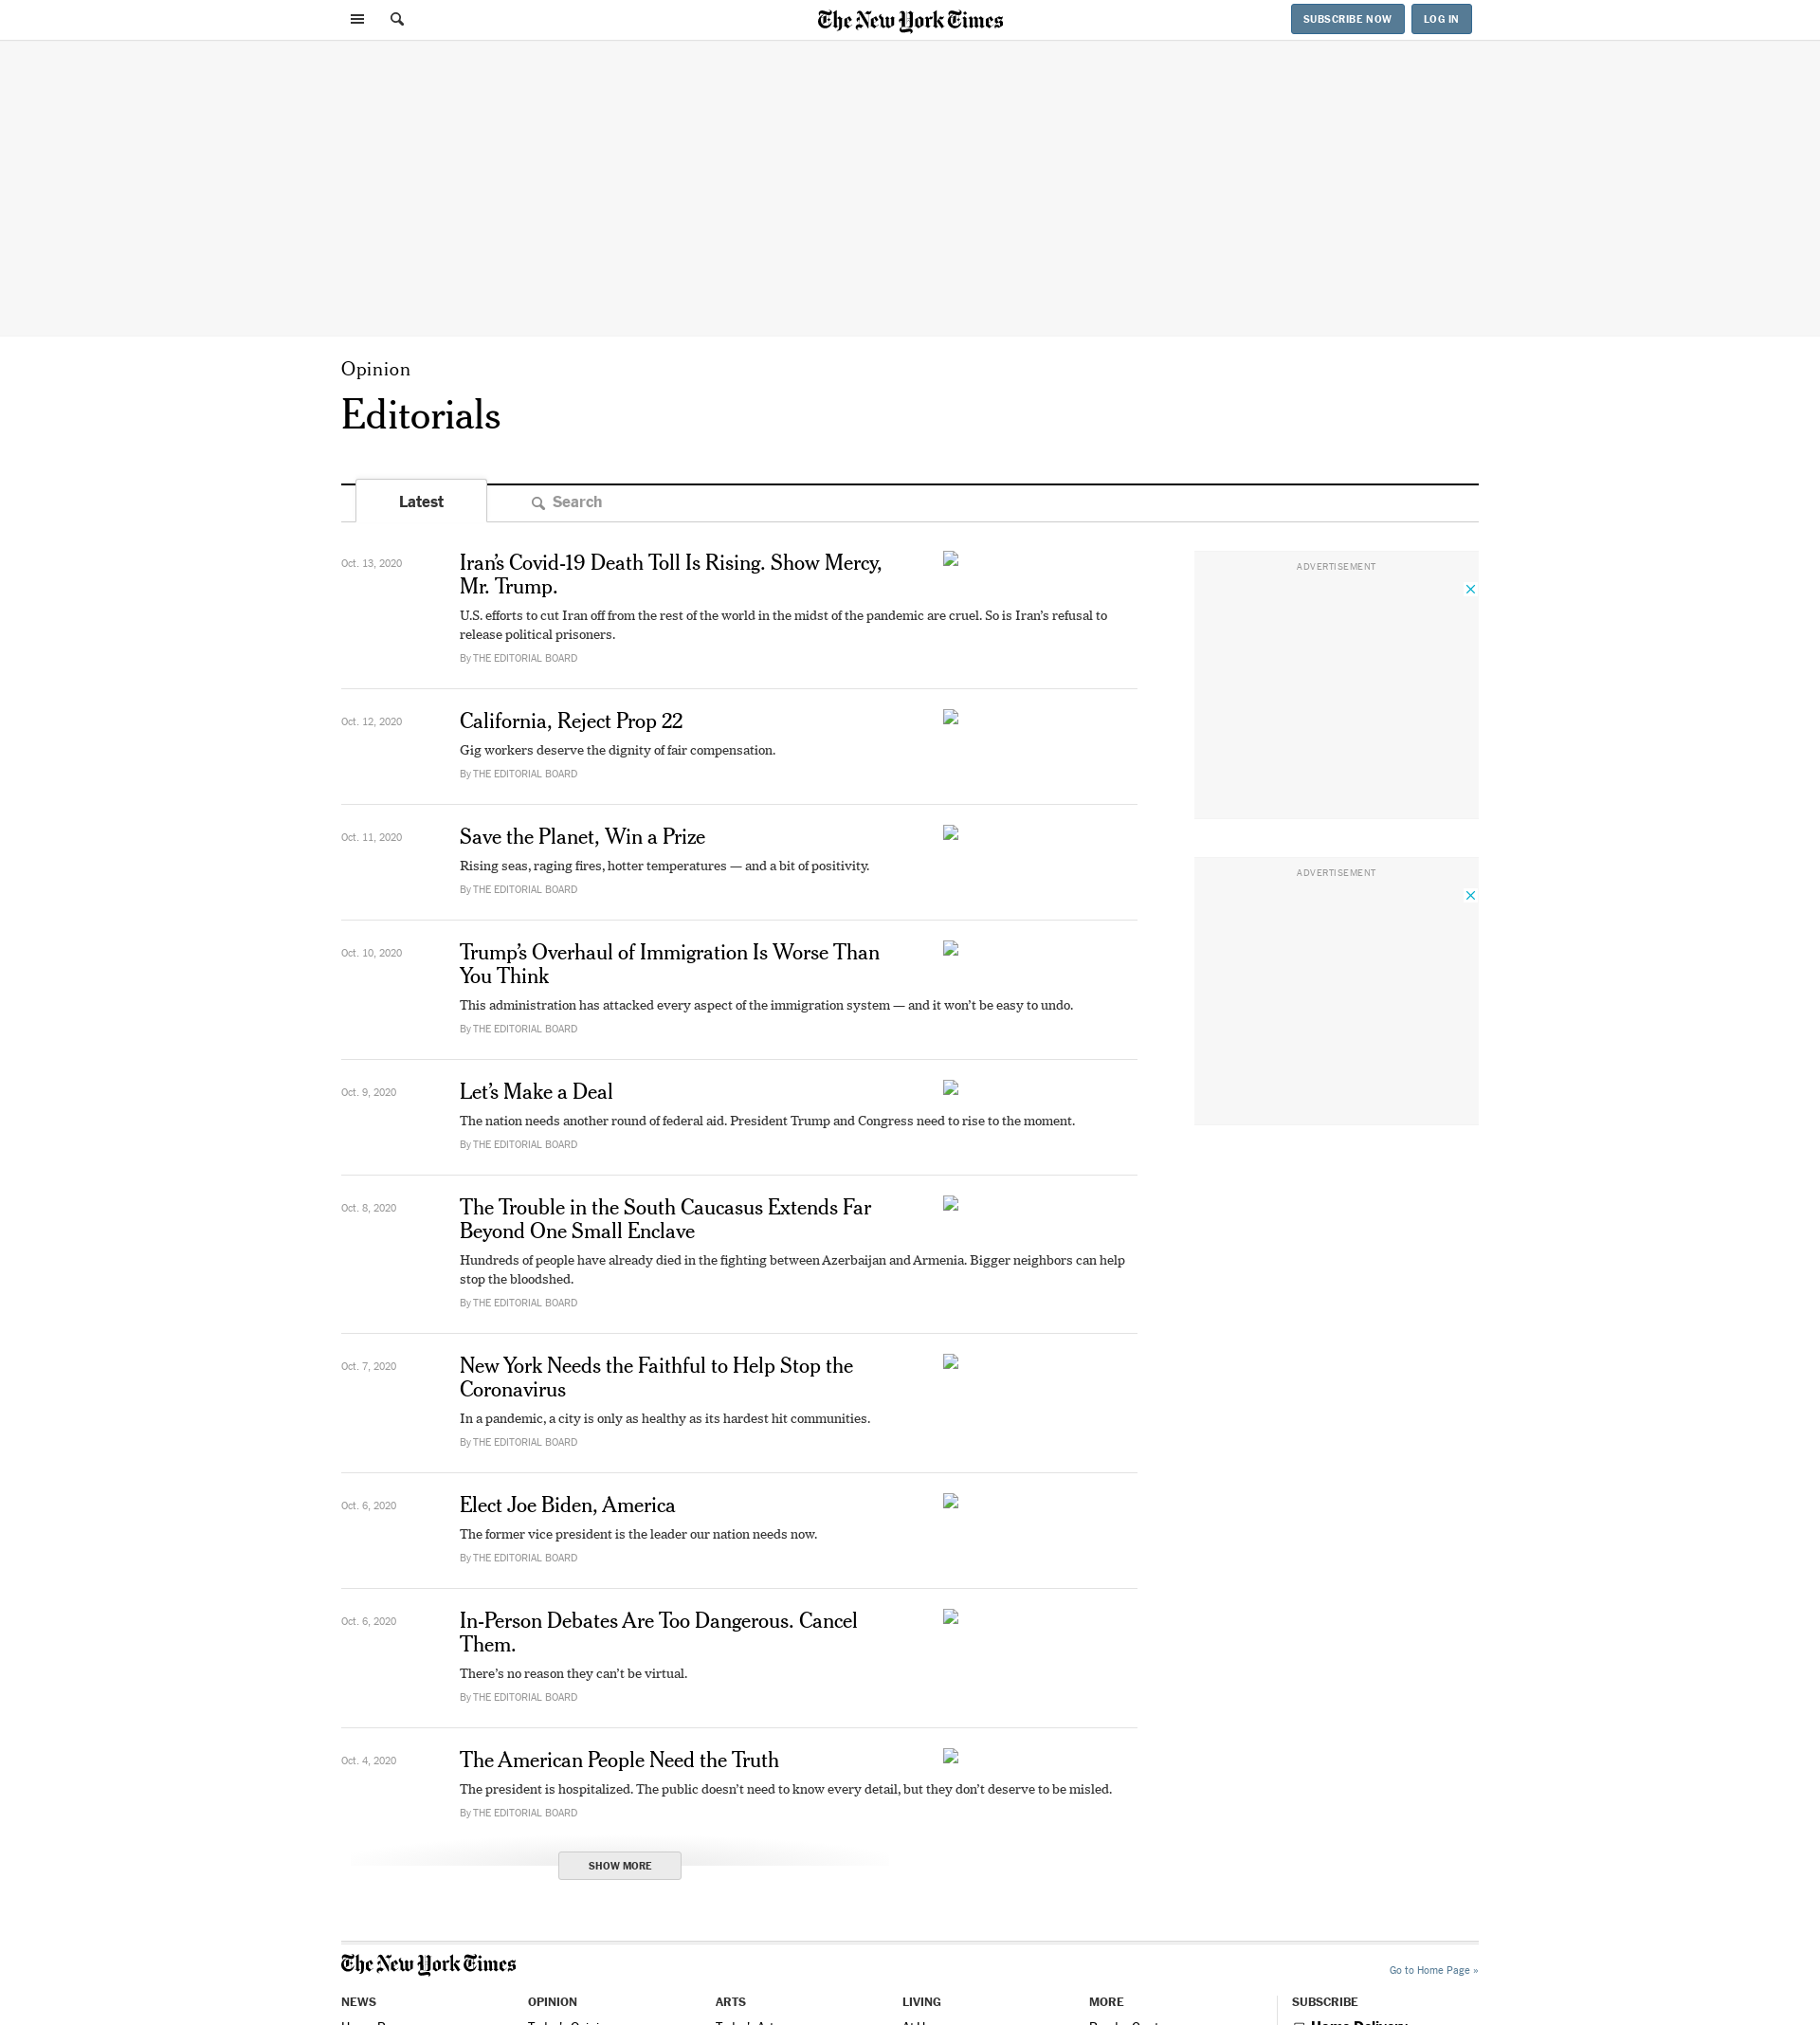 The New York Times
SUBSCRIBE NOW
LOG IN
Opinion
Editorials
Latest
Search
Oct. 13, 2020
Iran’s Covid-19 Death Toll Is Rising. Show Mercy,
Mr. Trump.
U.S. efforts to cut Iran off from the rest of the world in the midst of the pandemic are cruel. So is Iran’s refusal to
release political prisoners.
By THE EDITORIAL BOARD
ADVERTISEMENT
Oct. 12, 2020
California, Reject Prop 22
Gig workers deserve the dignity of fair compensation.
By THE EDITORIAL BOARD
Oct. 11, 2020
Save the Planet, Win a Prize
Rising seas, raging fires, hotter temperatures — and a bit of positivity.
By THE EDITORIAL BOARD
ADVERTISEMENT
Oct. 10, 2020
Trump’s Overhaul of Immigration Is Worse Than
You Think
This administration has attacked every aspect of the immigration system — and it won’t be easy to undo.
By THE EDITORIAL BOARD
Oct. 9, 2020
Let’s Make a Deal
The nation needs another round of federal aid. President Trump and Congress need to rise to the moment.
By THE EDITORIAL BOARD
Oct. 8, 2020
The Trouble in the South Caucasus Extends Far
Beyond One Small Enclave
Hundreds of people have already died in the fighting between Azerbaijan and Armenia. Bigger neighbors can help
stop the bloodshed.
By THE EDITORIAL BOARD
Oct. 7, 2020
New York Needs the Faithful to Help Stop the
Coronavirus
In a pandemic, a city is only as healthy as its hardest hit communities.
By THE EDITORIAL BOARD
Oct. 6, 2020
Elect Joe Biden, America
The former vice president is the leader our nation needs now.
By THE EDITORIAL BOARD
Oct. 6, 2020
In-Person Debates Are Too Dangerous. Cancel
Them.
There’s no reason they can’t be virtual.
By THE EDITORIAL BOARD
Oct. 4, 2020
The American People Need the Truth
The president is hospitalized. The public doesn’t need to know every detail, but they don’t deserve to be misled.
By THE EDITORIAL BOARD
SHOW MORE
The New York Times
Go to Home Page »
NEWS
OPINION
ARTS
LIVING
MORE
SUBSCRIBE
Home Delivery